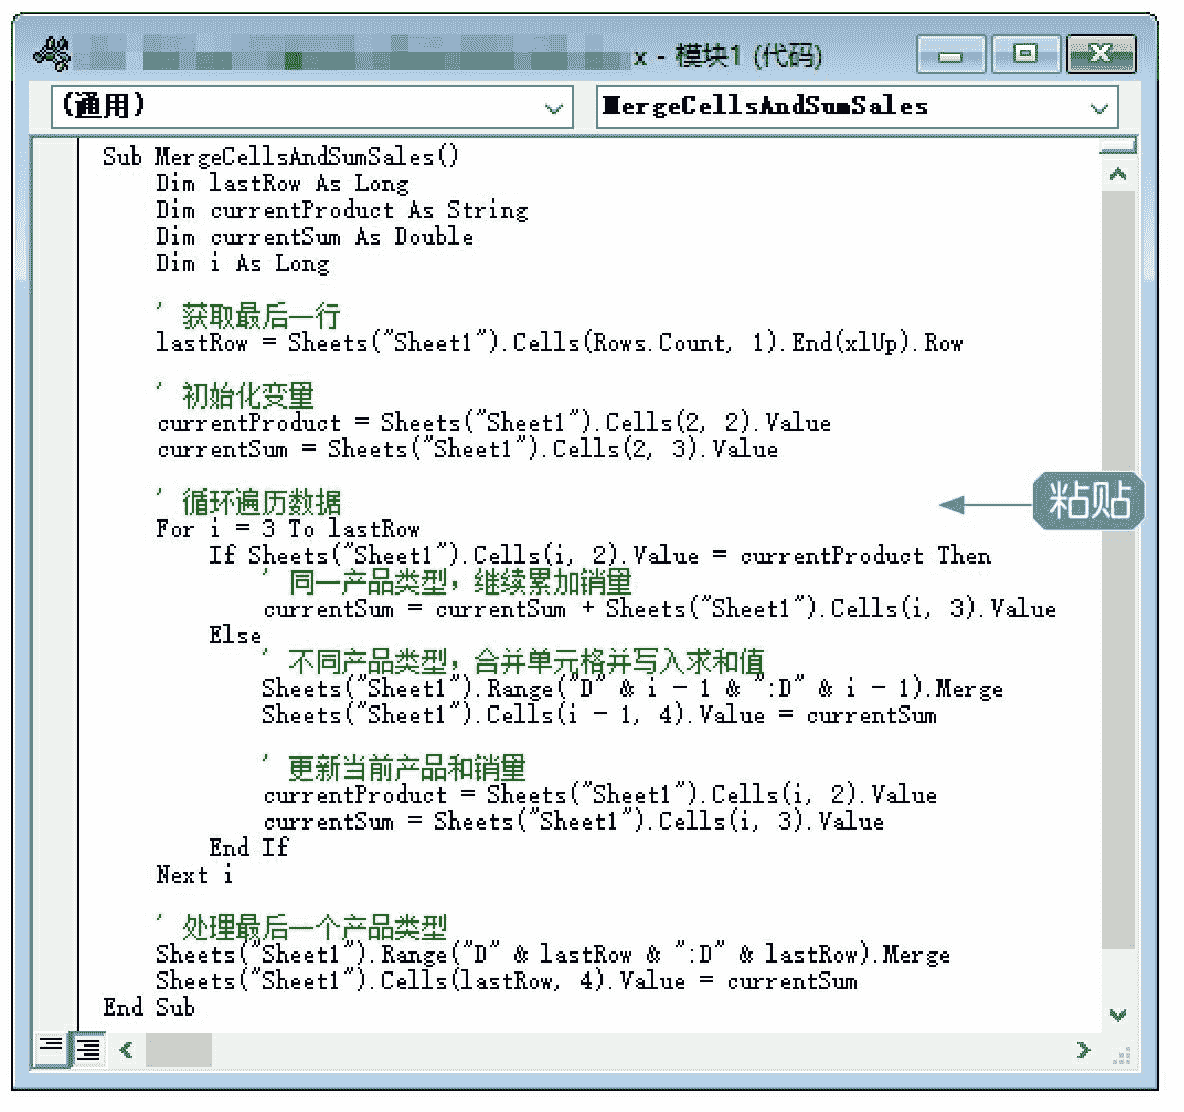 x - 模块1 (代码)
(通用)
MergeCellsAndSumSales
Sub MergeCellsAndSumSales()
Dim lastRow As Long
Dim currentProduct As String
Dim currentSum As Double
Dim i As Long
' 获取最后一行
lastRow = Sheets("Sheet1").Cells(Rows.Count, 1).End(xlUp).Row
' 初始化变量
currentProduct = Sheets("Sheet1").Cells(2, 2).Value
currentSum = Sheets("Sheet1").Cells(2, 3).Value
' 循环遍历数据
粘贴
For i = 3 To lastRow
If Sheets("Sheet1").Cells(i, 2).Value = currentProduct Then
' 同一产品类型，继续累加销量
currentSum = currentSum + Sheets("Sheet1").Cells(i, 3).Value
Else
' 不同产品类型，合并单元格并写入求和值
Sheets("Sheet1").Range("D" & i - 1 & ":D" & i - 1).Merge
Sheets("Sheet1").Cells(i - 1, 4).Value = currentSum
' 更新当前产品和销量
currentProduct = Sheets("Sheet1").Cells(i, 2).Value
currentSum = Sheets("Sheet1").Cells(i, 3).Value
End If
Next i
' 处理最后一个产品类型
Sheets("Sheet1").Range("D" & lastRow & ":D" & lastRow).Merge
Sheets("Sheet1").Cells(lastRow, 4).Value = currentSum
End Sub